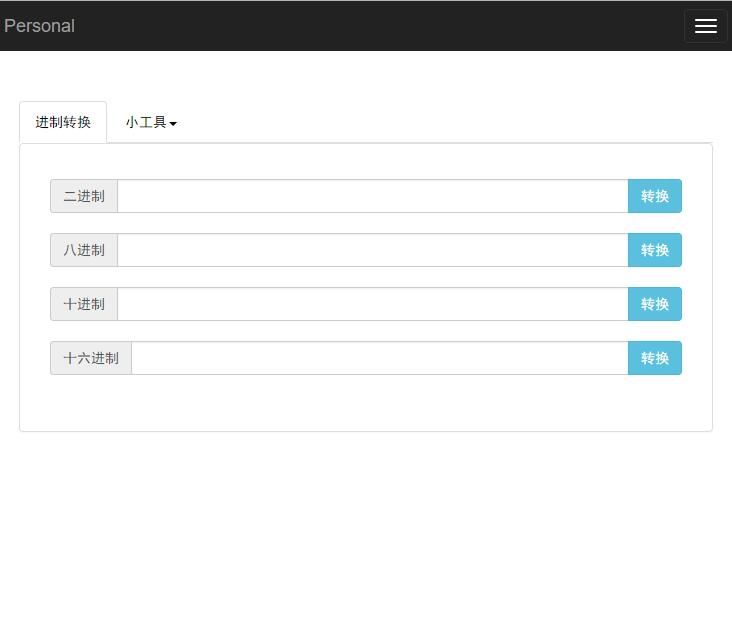 Personal
进制转换 小工具
二进制 转换
八进制 转换
十进制 转换
十六进制 转换